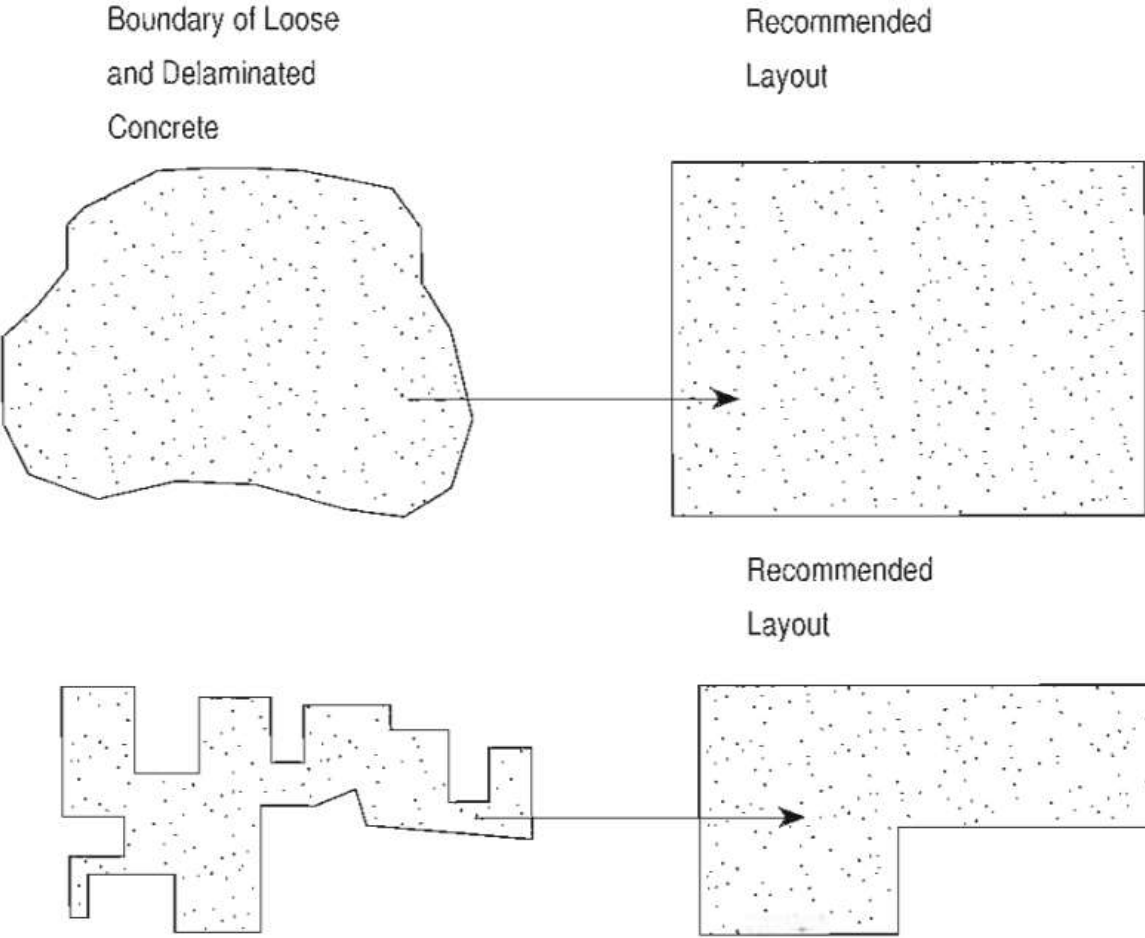 Boundary of Loose
and Delaminated
Concrete
Recommended
Layout
Recommended
Layout